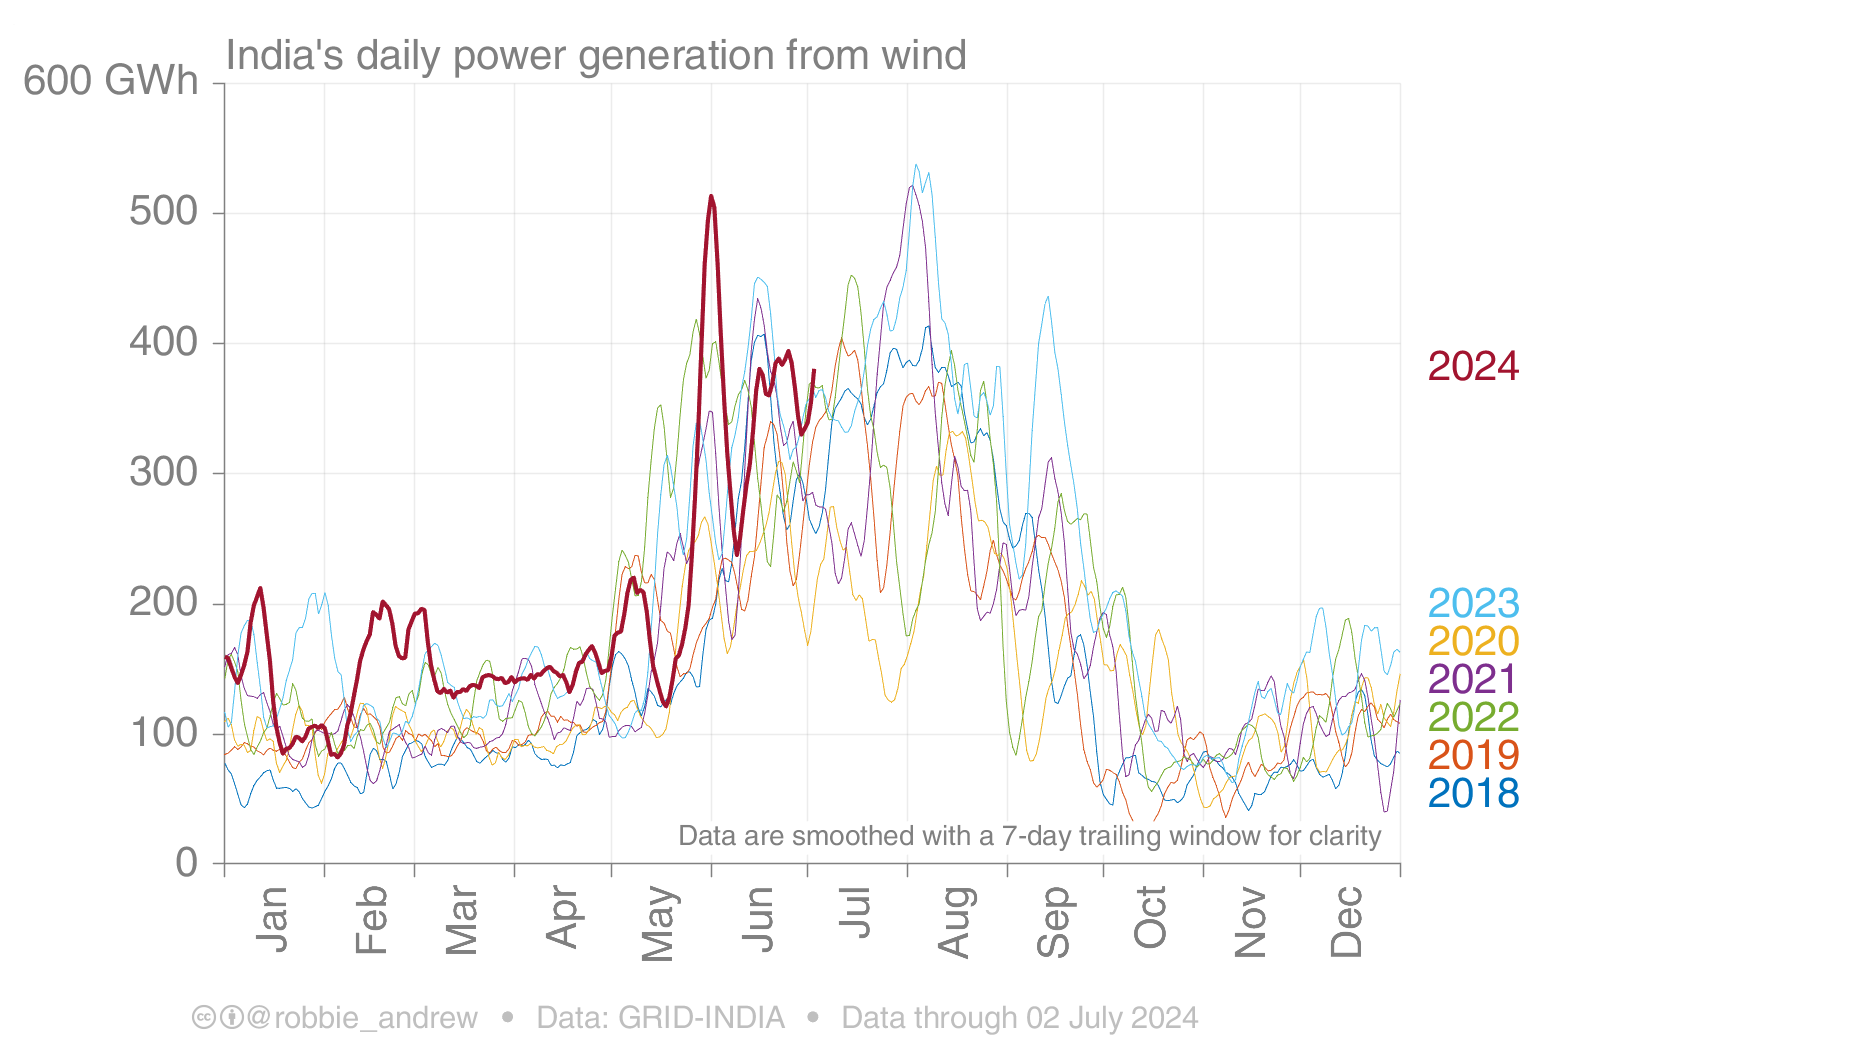 India's daily power generation from wind
600 GWh
500
400
300
200
100
0
2024
2023
2020
2021
2022
2019
2018
Data are smoothed with a 7-day trailing window for clarity
Jan Feb Mar Apr May Jun Jul Aug Sep Oct Nov Dec
cc @robbie_andrew • Data: GRID-INDIA • Data through 02 July 2024